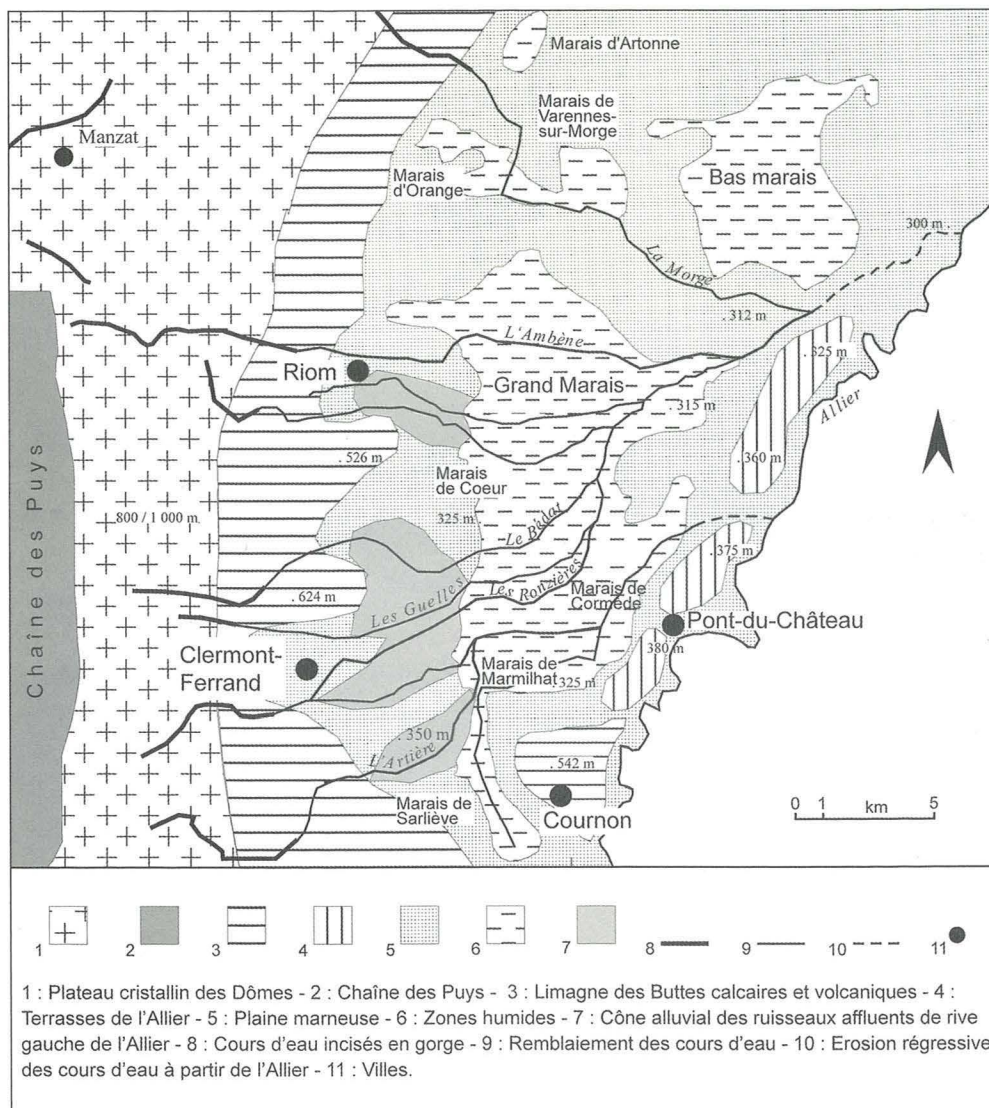 Marais d'Artonne
Marais de
Varennes-
sur-Morge
Manzat
Marais
d'Orange
Bas marais
300 m .
La Morge
. 312 m
L'Ambène
Riom
Grand Marais
. 325 m
. 315 m
Allier
. 526 m
Marais
de Coeur
. 360 m
325 m
800 / 1 000 m.
Le Bédat
. 375 m
Chaîne des Puys
. 624 m
Les Guelles
Les Ronzières
Marais de
Cormède
Pont-du-Château
Clermont-
Ferrand
380 m
Marais de
Marmilhat
. 325 m
. 350 m
L'Artière
. 542 m
Marais de
Sarliève
Cournon
0 1 km 5
1 2 3 4 5 6 7 8 9 10 11
1 : Plateau cristallin des Dômes - 2 : Chaîne des Puys - 3 : Limagne des Buttes calcaires et volcaniques - 4 :
Terrasses de l'Allier - 5 : Plaine marneuse - 6 : Zones humides - 7 : Cône alluvial des ruisseaux affluents de rive
gauche de l'Allier - 8 : Cours d'eau incisés en gorge - 9 : Remblaiement des cours d'eau - 10 : Erosion régressive
des cours d'eau à partir de l'Allier - 11 : Villes.